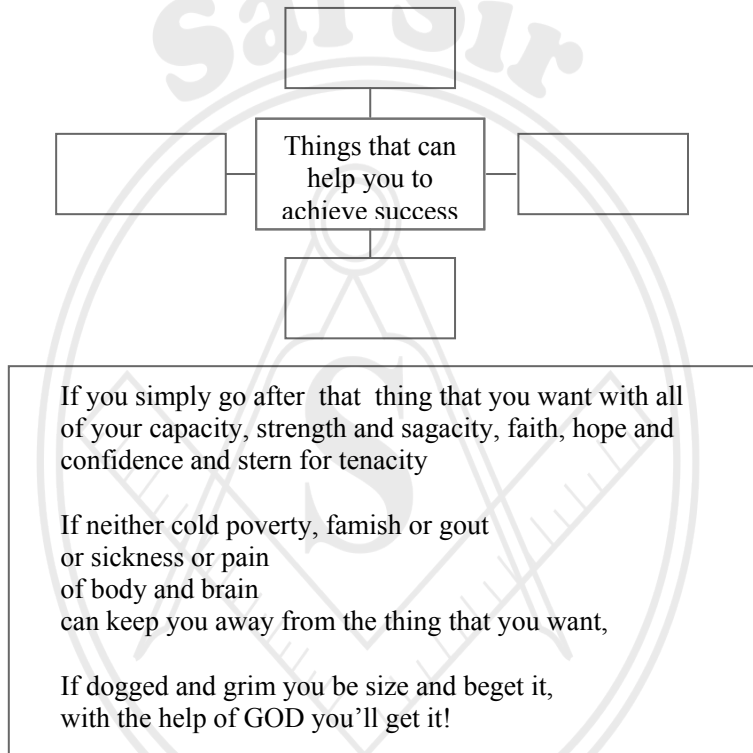 Sai Sir
Things that can
help you to
achieve success
S
If you simply go after that thing that you want with all
of your capacity, strength and sagacity, faith, hope and
confidence and stern for tenacity
If neither cold poverty, famish or gout
or sickness or pain
of body and brain
can keep you away from the thing that you want,
If dogged and grim you be size and beget it,
with the help of GOD you’ll get it!